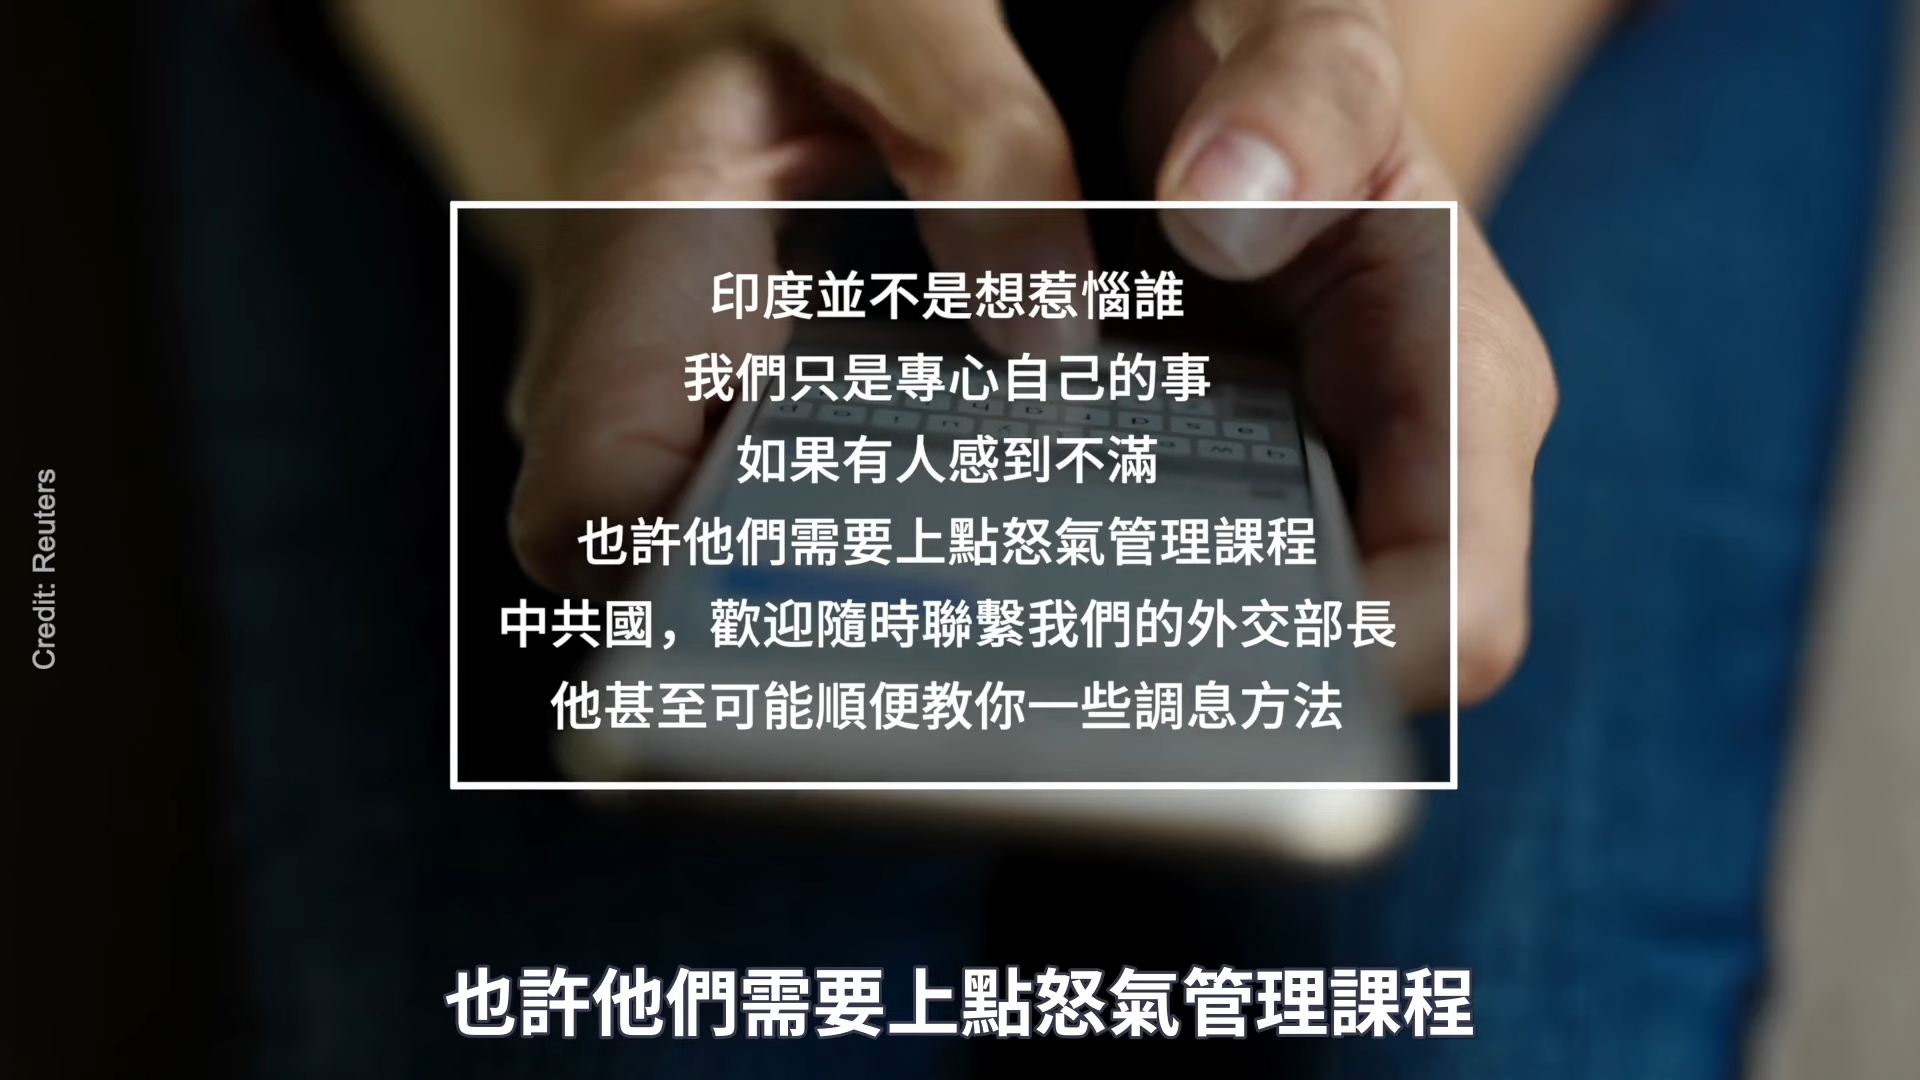 印度並不是想惹惱誰
我們只是專心自己的事
如果有人感到不滿
也許他們需要上點怒氣管理課程
中共國，歡迎隨時聯繫我們的外交部長
他甚至可能順便教你一些調息方法
Credit: Reuters
也許他們需要上點怒氣管理課程